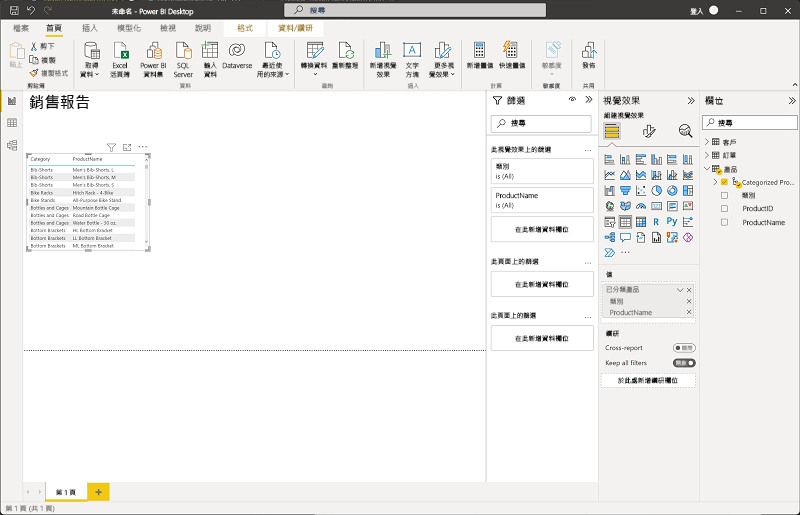 未命名 - Power BI Desktop
搜尋
登入
檔案 首頁 插入 模型化 檢視 說明 格式 資料/鑽研
貼上
剪下
複製
複製格式
剪貼簿
取得資料
Excel 活頁簿
Power BI 資料集
SQL Server
輸入資料
Dataverse
最近使用的來源
資料
轉換資料
重新整理
查詢
新增視覺效果
文字方塊
更多視覺效果
插入
新增量值
快速量值
計算
敏感度
敏感度
發佈
共用
銷售報告
Category ProductName
Bib-Shorts Men's Bib-Shorts, L
Bib-Shorts Men's Bib-Shorts, M
Bib-Shorts Men's Bib-Shorts, S
Bike Racks Hitch Rack - 4-Bike
Bike Stands All-Purpose Bike Stand
Bottles and Cages Mountain Bottle Cage
Bottles and Cages Road Bottle Cage
Bottles and Cages Water Bottle - 30 oz.
Bottom Brackets HL Bottom Bracket
Bottom Brackets LL Bottom Bracket
Bottom Brackets ML Bottom Bracket
篩選
搜尋
此視覺效果上的篩選 ...
類別
is (All)
ProductName
is (All)
在此新增資料欄位
此頁面上的篩選 ...
在此新增資料欄位
此頁面上的篩選 ...
在此新增資料欄位
視覺效果
組建視覺效果
R Py
值
已分類產品
類別
ProductName
鑽研
Cross-report 關閉
Keep all filters 開啟
於此處新增鑽研欄位
欄位
搜尋
客戶
訂單
產品
Categorized Pro...
類別
ProductID
ProductName
第 1 頁
第 1 頁 (共 1 頁)